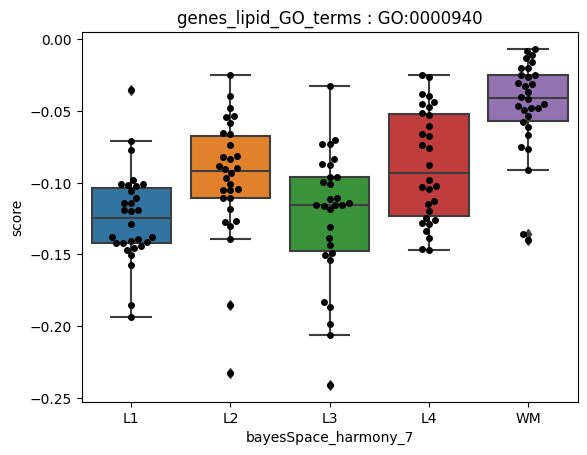 genes_lipid_GO_terms : GO:0000940
0.00
−0.05
−0.10
−0.15
−0.20
−0.25
score
L1 L2 L3 L4 WM
bayesSpace_harmony_7